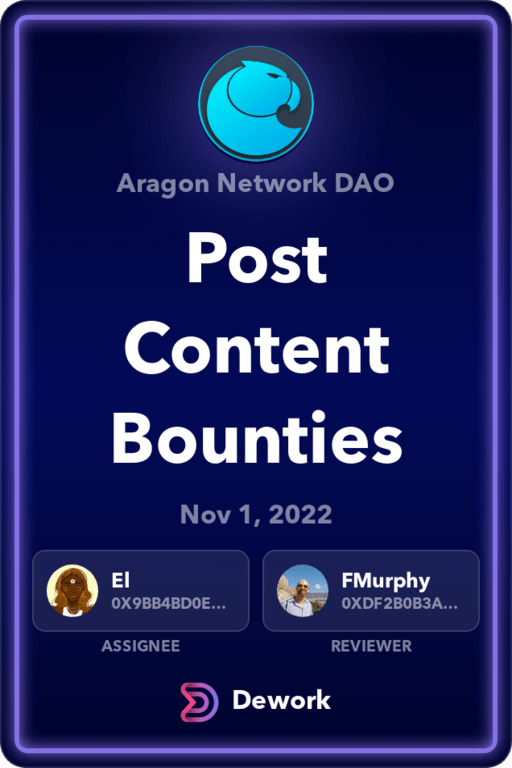 Aragon Network DAO
Post
Content
Bounties
Nov 1, 2022
El
0X9BB4BD0E...
ASSIGNEE
FMurphy
0XDF2B0B3A...
REVIEWER
Dework